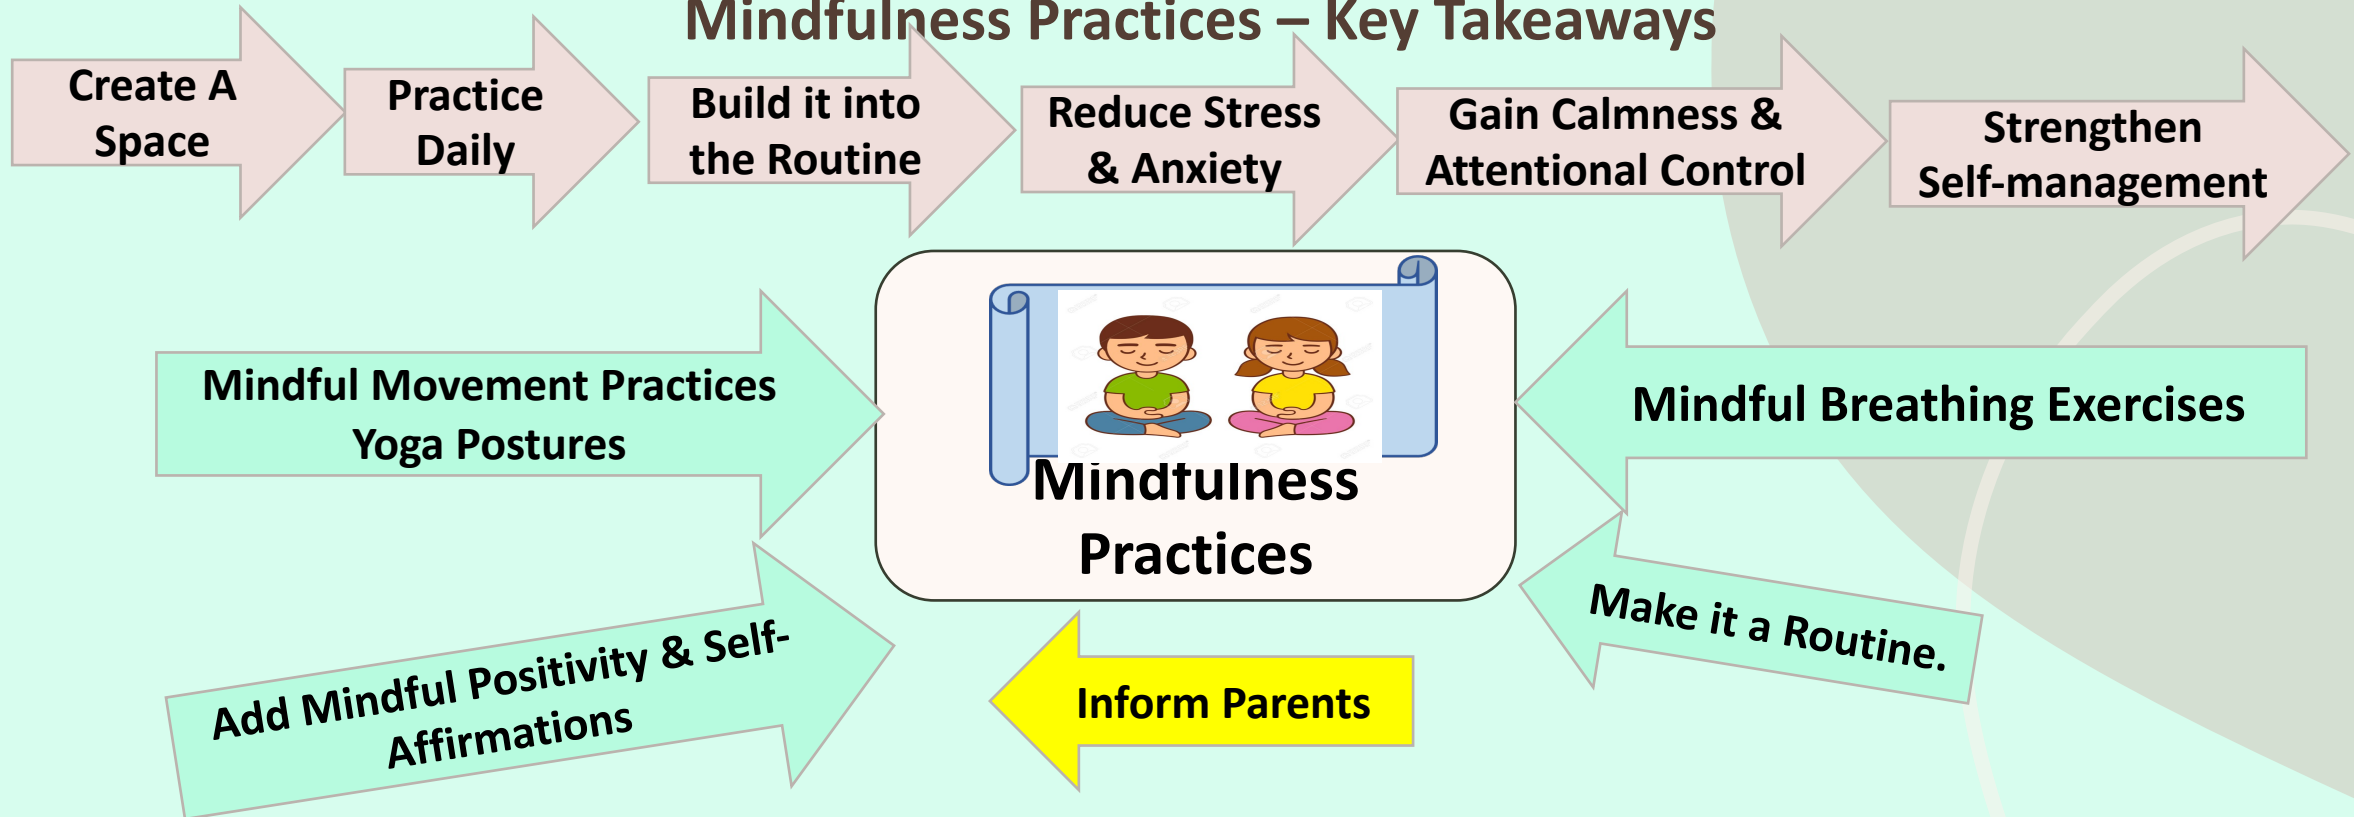 Mindfulness Practices – Key Takeaways
Create A
Space
Practice
Daily
Build it into
the Routine
Reduce Stress
& Anxiety
Gain Calmness &
Attentional Control
Strengthen
Self-management
Mindful Movement Practices
Yoga Postures
Mindfulness
Practices
Mindful Breathing Exercises
Add Mindful Positivity & Self-
Affirmations
Inform Parents
Make it a Routine.